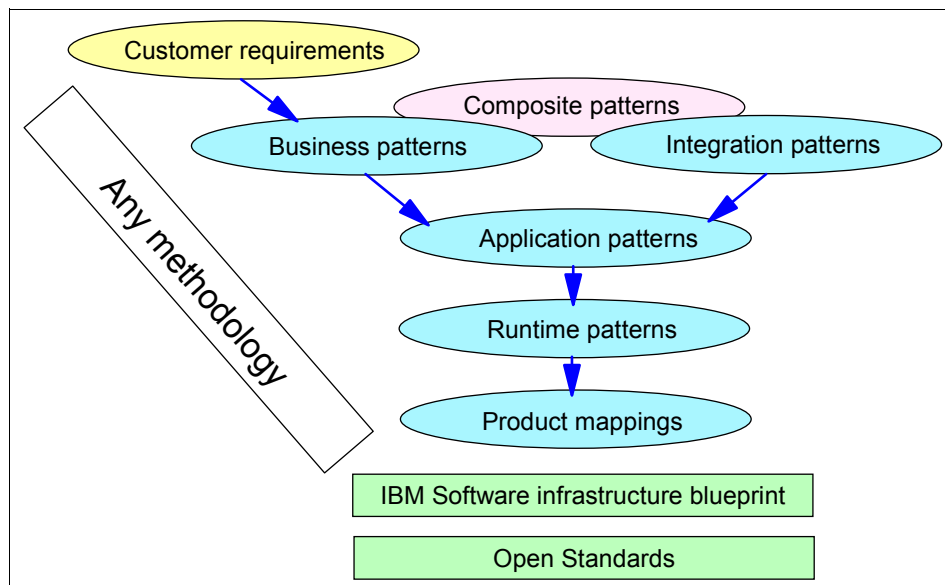 Customer requirements
Composite patterns
Business patterns
Integration patterns
Any methodology
Application patterns
Runtime patterns
Product mappings
IBM Software infrastructure blueprint
Open Standards